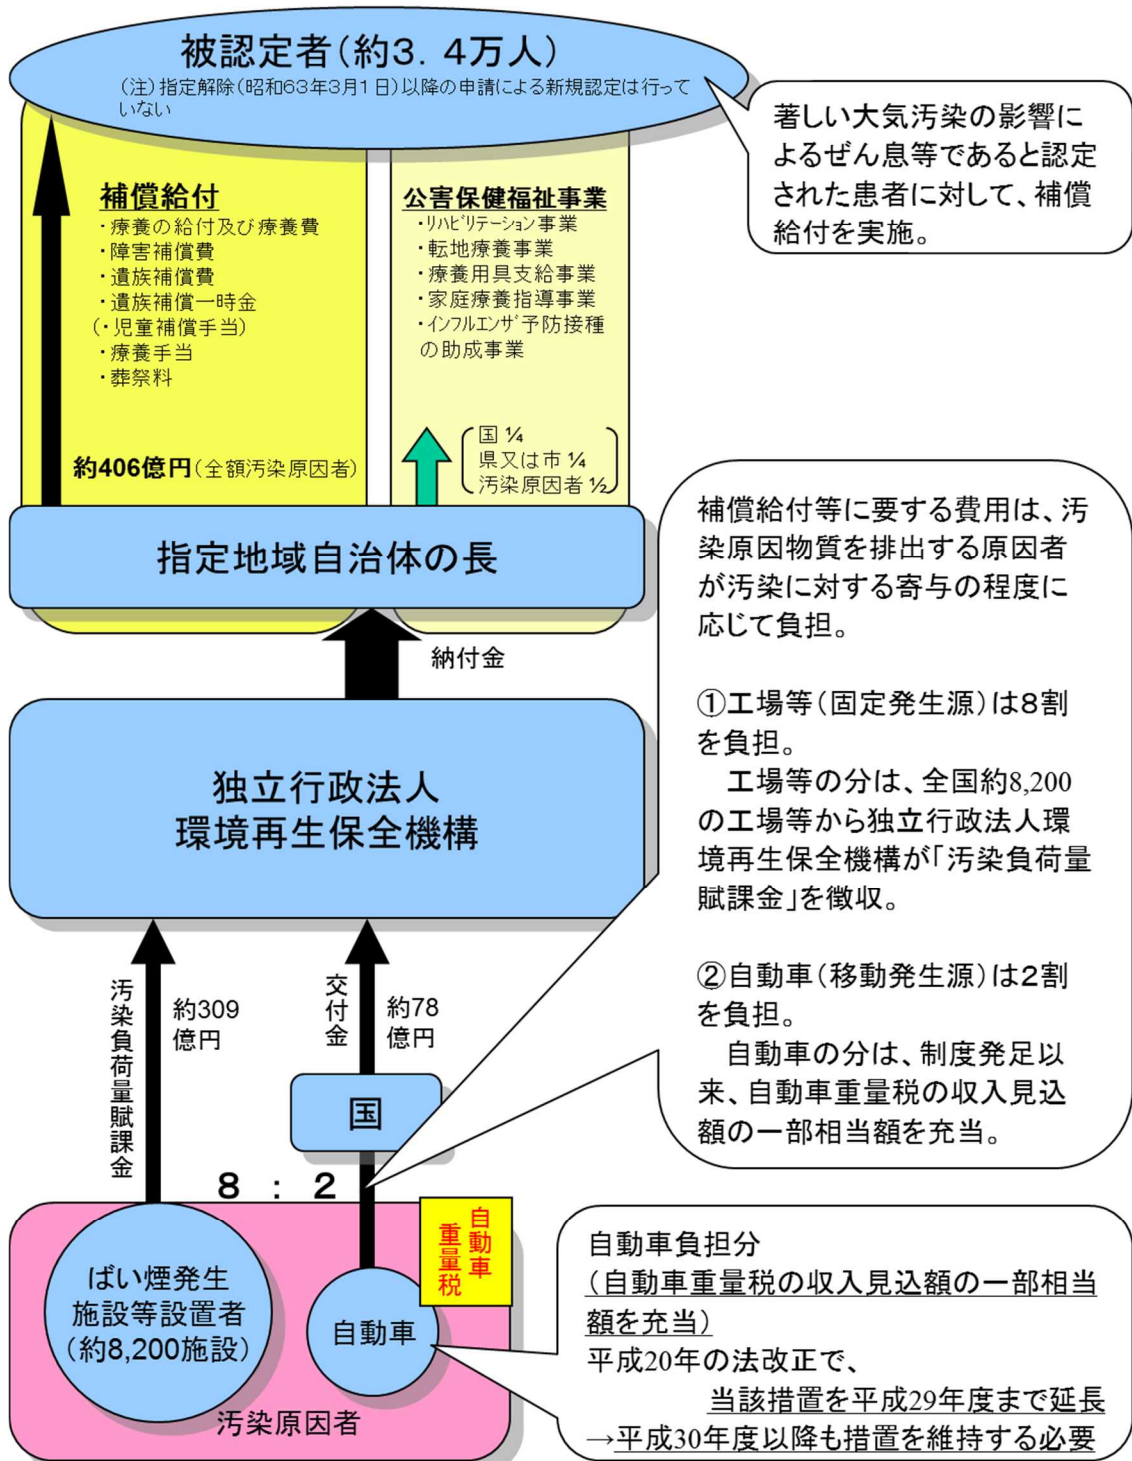 被認定者(約3．4万人)
(注)指定解除(昭和63年3月1日)以降の申請による新規認定は行って
いない
著しい大気汚染の影響に
よるぜん息等であると認定
された患者に対して、補償
給付を実施。
補償給付
・療養の給付及び療養費
・障害補償費
・遺族補償費
・遺族補償一時金
(・児童補償手当)
・療養手当
・葬祭料
約406億円(全額汚染原因者)
公害保健福祉事業
・ﾘﾊﾋﾞﾘテーション事業
・転地療養事業
・療養用具支給事業
・家庭療養指導事業
・ｲﾝﾌﾙｴﾝｻﾞ予防接種
の助成事業
国 ¼
県又は市 ¼
汚染原因者 ½
指定地域自治体の長
納付金
独立行政法人
環境再生保全機構
補償給付等に要する費用は、汚
染原因物質を排出する原因者
が汚染に対する寄与の程度に
応じて負担。
①工場等(固定発生源)は8割
を負担。
工場等の分は、全国約8,200
の工場等から独立行政法人環
境再生保全機構が「汚染負荷量
賦課金」を徴収。
②自動車(移動発生源)は2割
を負担。
自動車の分は、制度発足以
来、自動車重量税の収入見込
額の一部相当額を充当。
汚染負荷量賦課金
約309
億円
交付金
約78
億円
国
8 : 2
自動車
重量税
ばい煙発生
施設等設置者
(約8,200施設)
自動車
汚染原因者
自動車負担分
(自動車重量税の収入見込額の一部相当
額を充当)
平成20年の法改正で、
当該措置を平成29年度まで延長
→平成30年度以降も措置を維持する必要